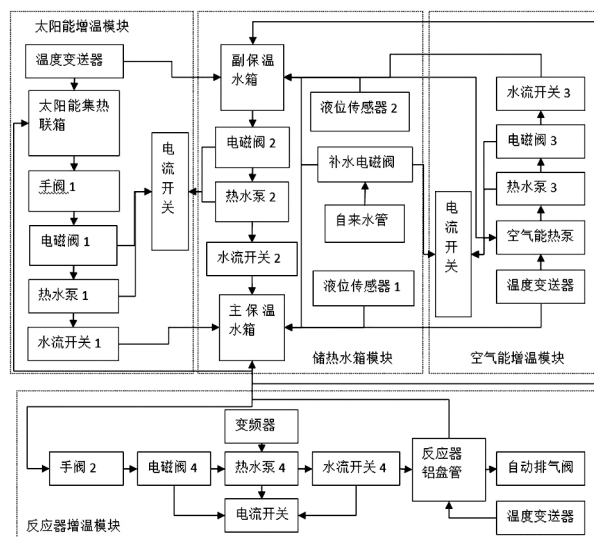 太阳能增温模块
温度变送器
太阳能集热
联箱
手阀 1
电磁阀 1
热水泵 1
水流开关 1
电
流
开
关
副保温
水箱
液位传感器 2
电磁阀 2
补水电磁阀
热水泵 2
自来水管
水流开关 2
液位传感器 1
主保温
水箱
储热水箱模块
水流开关 3
电磁阀 3
热水泵 3
电
流
开
关
空气能热泵
温度变送器
空气能增温模块
变频器
手阀 2
电磁阀 4
热水泵 4
水流开关 4
反应器
铝盘管
自动排气阀
电流开关
温度变送器
反应器增温模块